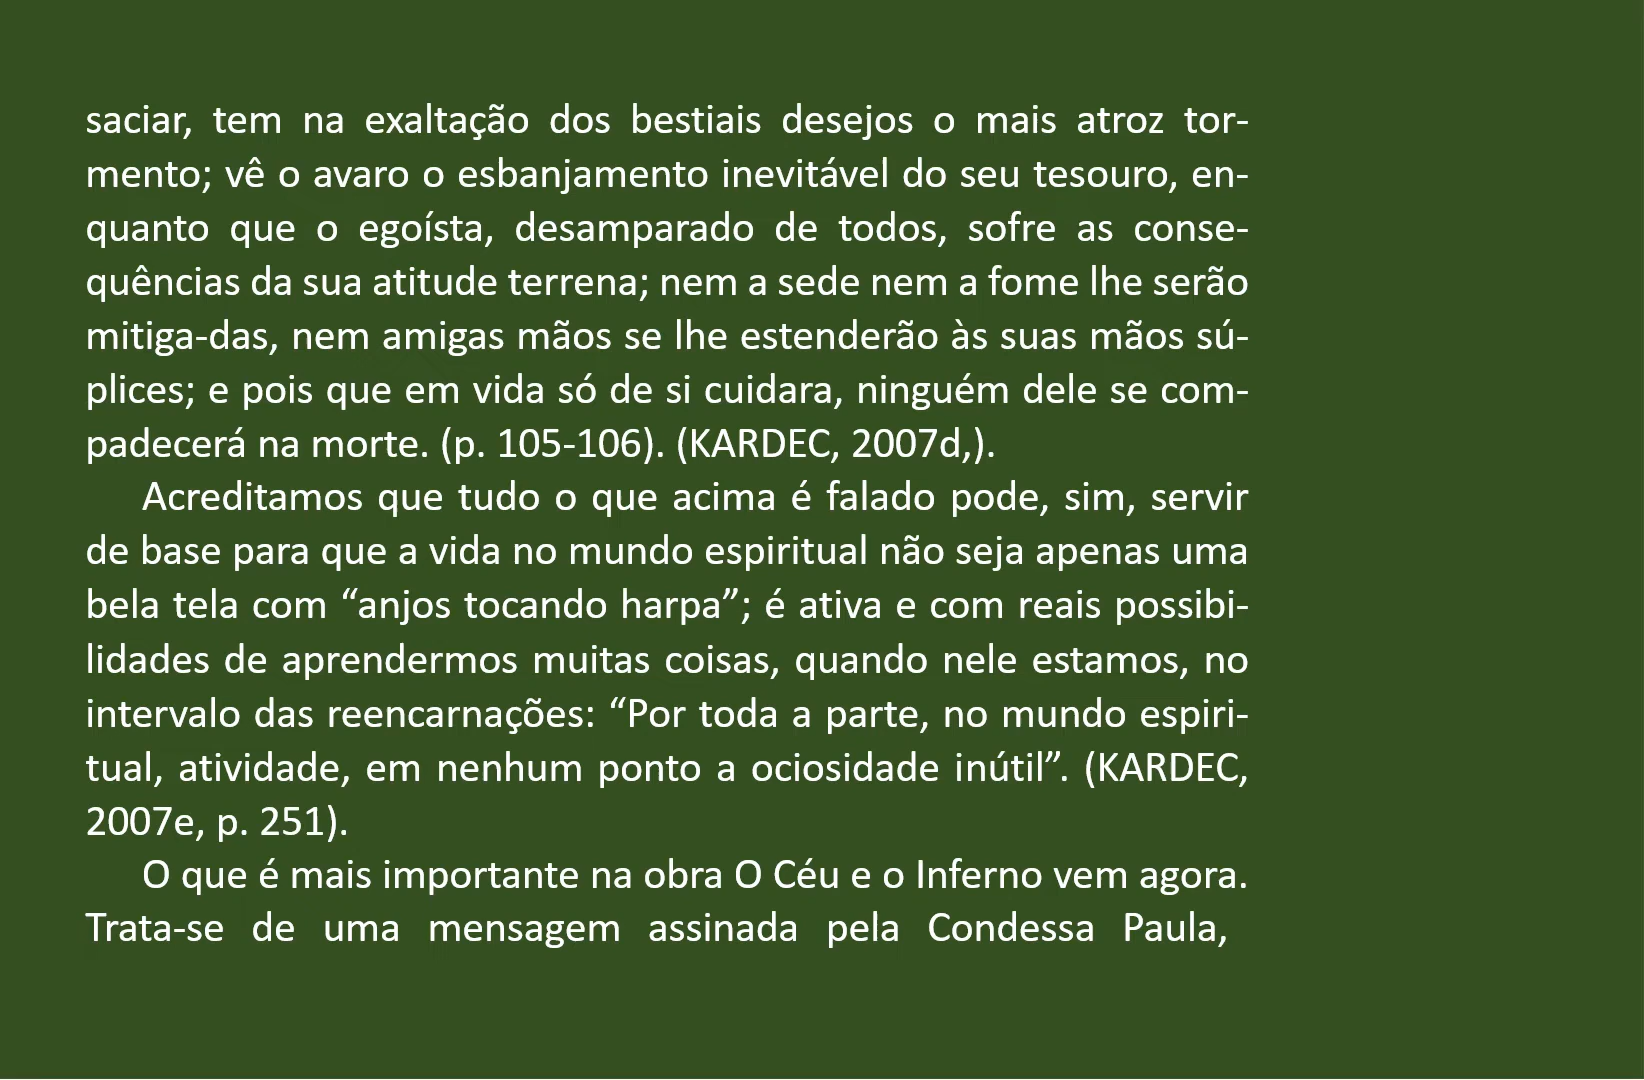 saciar, tem na exaltação dos bestiais desejos o mais atroz tor-
mento; vê o avaro o esbanjamento inevitável do seu tesouro, en-
quanto que o egoísta, desamparado de todos, sofre as conse-
quências da sua atitude terrena; nem a sede nem a fome lhe serão
mitiga-das, nem amigas mãos se lhe estenderão às suas mãos sú-
plices; e pois que em vida só de si cuidara, ninguém dele se com-
padecerá na morte. (p. 105-106). (KARDEC, 2007d,).
Acreditamos que tudo o que acima é falado pode, sim, servir
de base para que a vida no mundo espiritual não seja apenas uma
bela tela com “anjos tocando harpa”; é ativa e com reais possibi-
lidades de aprendermos muitas coisas, quando nele estamos, no
intervalo das reencarnações: “Por toda a parte, no mundo espiri-
tual, atividade, em nenhum ponto a ociosidade inútil”. (KARDEC,
2007e, p. 251).
O que é mais importante na obra O Céu e o Inferno vem agora.
Trata-se de uma mensagem assinada pela Condessa Paula,